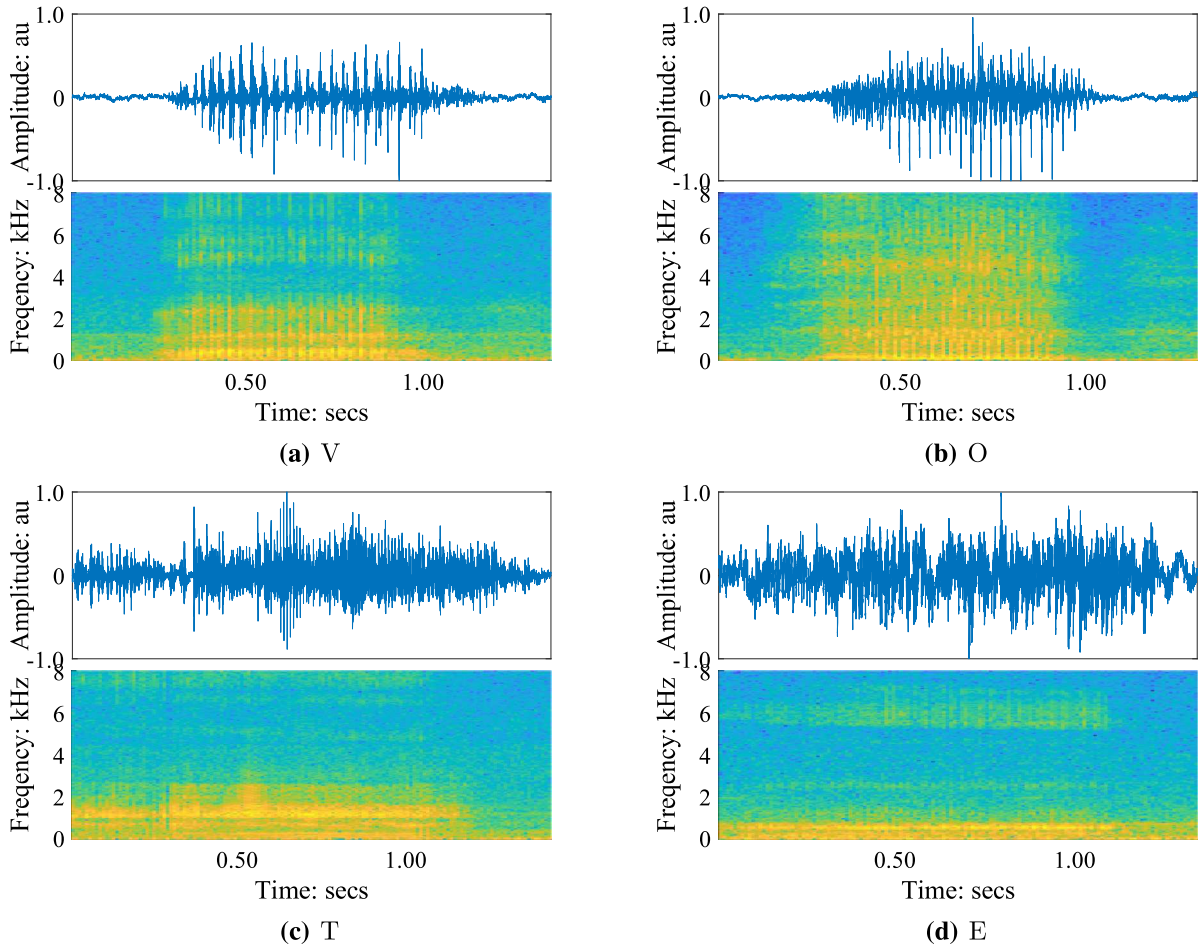 1.0
Amplitude: au
0
-1.0
8
Freqency: kHz
6
4
2
0
0.50 1.00
Time: secs
(a) V
1.0
Amplitude: au
0
-1.0
8
Freqency: kHz
6
4
2
0
0.50 1.00
Time: secs
(b) O
1.0
Amplitude: au
0
-1.0
8
Freqency: kHz
6
4
2
0
0.50 1.00
Time: secs
(c) T
1.0
Amplitude: au
0
-1.0
8
Freqency: kHz
6
4
2
0
0.50 1.00
Time: secs
(d) E